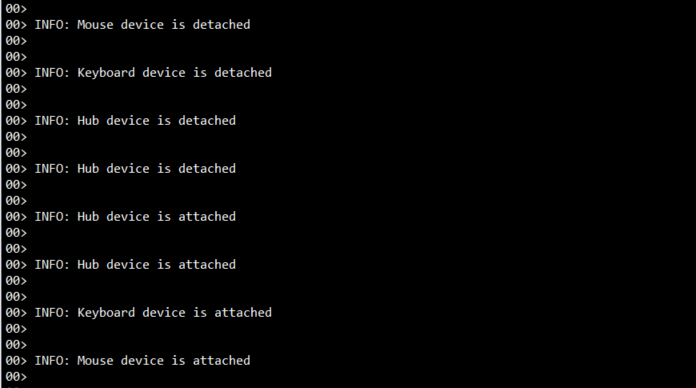 00>
00> INFO: Mouse device is detached
00>
00>
00> INFO: Keyboard device is detached
00>
00>
00> INFO: Hub device is detached
00>
00>
00> INFO: Hub device is detached
00>
00>
00> INFO: Hub device is attached
00>
00>
00> INFO: Hub device is attached
00>
00>
00> INFO: Keyboard device is attached
00>
00>
00> INFO: Mouse device is attached
00>